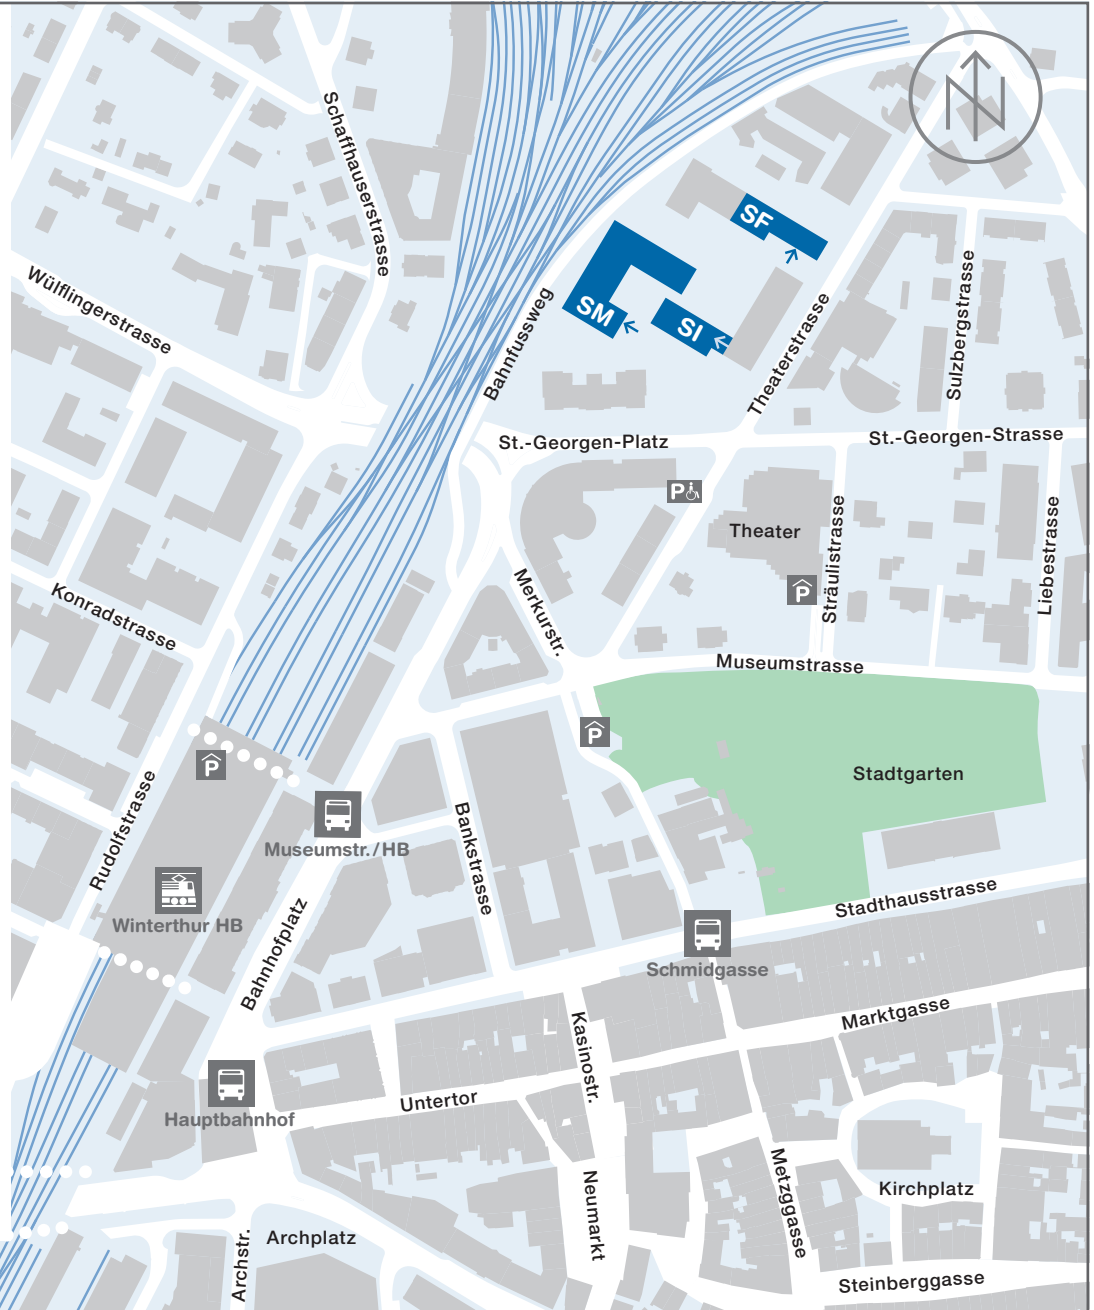 N
Schaffhauserstrasse
SF
Wülflingerstrasse
SM
SI
Bahnfussweg
Theaterstrasse
Sulzbergstrasse
St.-Georgen-Platz
St.-Georgen-Strasse
P
Theater
Sträulistrasse
Liebestrasse
P
Konradstrasse
Merkurstr.
Museumstrasse
P
P
Stadtgarten
Rudolfstrasse
Museumstr./HB
Bankstrasse
Winterthur HB
Bahnhofplatz
Stadthausstrasse
Schmidgasse
Marktgasse
Kasinostr.
Untertor
Hauptbahnhof
Neumarkt
Metzggasse
Kirchplatz
Archstr.
Archplatz
Steinberggasse